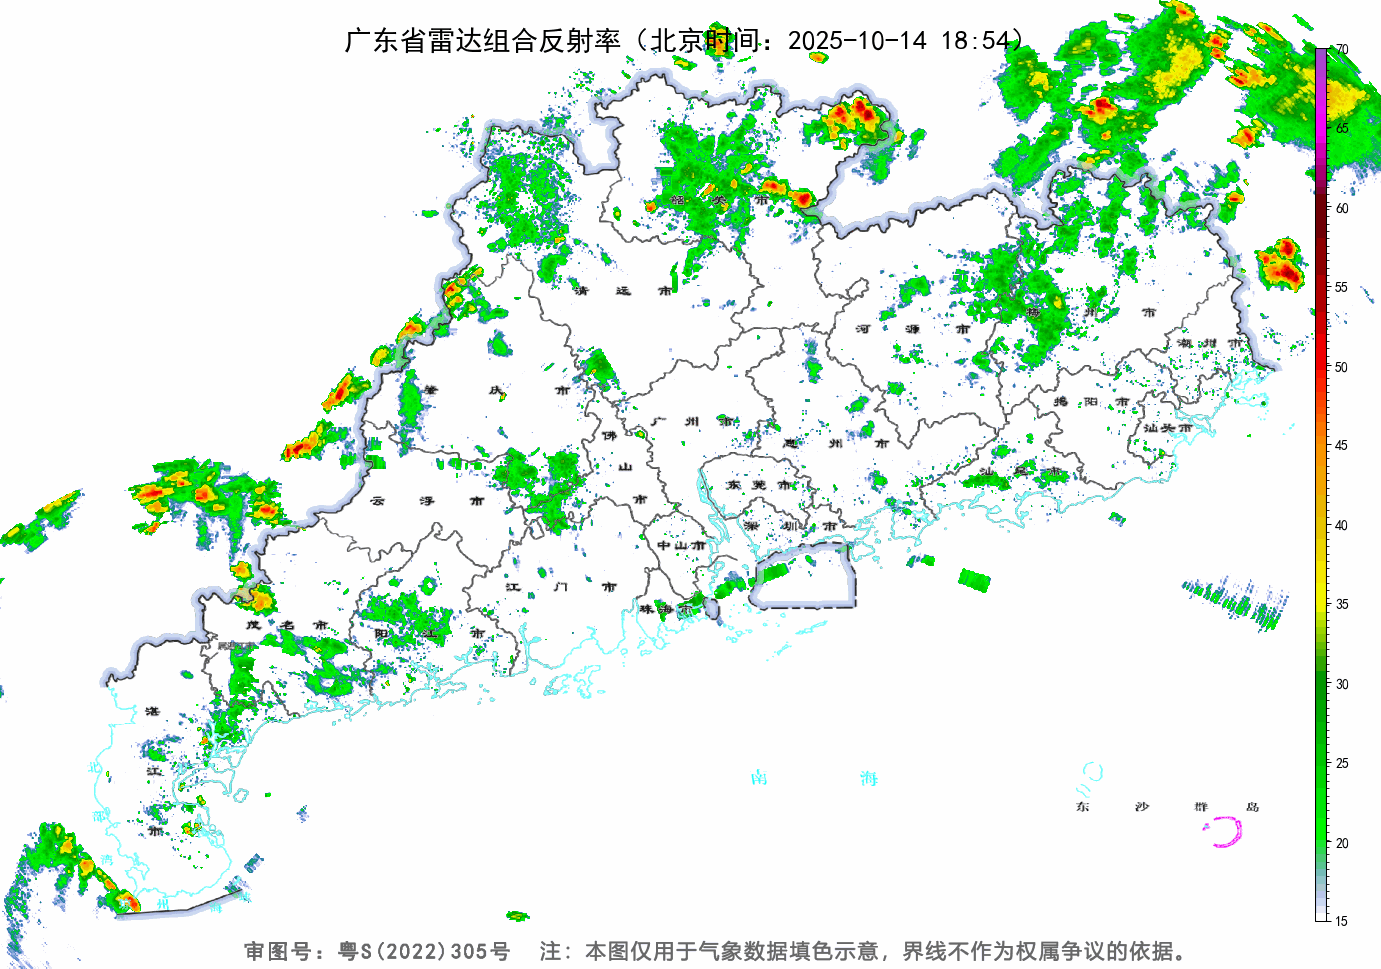 广东省雷达组合反射率（北京时间：2025-10-14 18:54）
70
65
60
55
50
45
40
35
30
25
20
15
韶关市
清远市
河源市
梅州市
潮州市
肇庆市
广州市
惠州市
揭阳市
汕头市
佛山市
云浮市
东莞市
汕尾市
深圳市
中山市
江门市
珠海市
茂名市
阳江市
湛江市
北部湾
南海
东沙群岛
审图号：粤S(2022)305号 注：本图仅用于气象数据填色示意，界线不作为权属争议的依据。